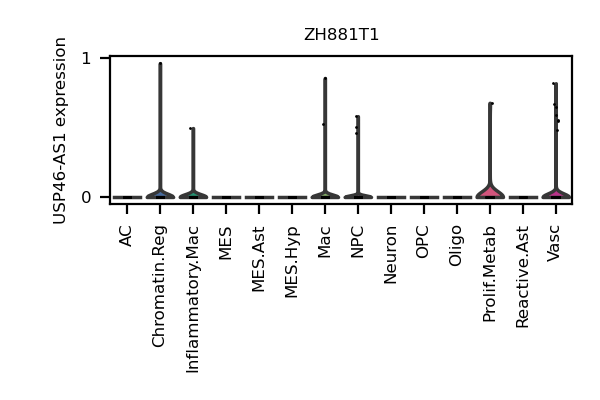 ZH881T1
USP46-AS1 expression
1
0
AC
Chromatin.Reg
Inflammatory.Mac
MES
MES.Ast
MES.Hyp
Mac
NPC
Neuron
OPC
Oligo
Prolif.Metab
Reactive.Ast
Vasc